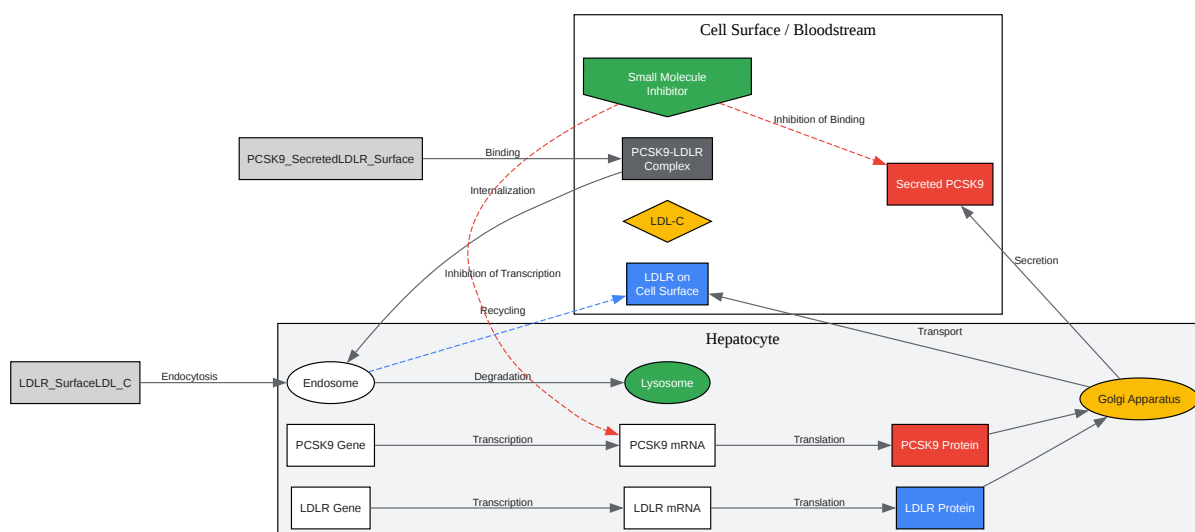 Cell Surface / Bloodstream
Small Molecule
Inhibitor
Inhibition of Binding
PCSK9_SecretedLDLR_Surface
Binding
PCSK9-LDLR
Complex
Secreted PCSK9
Internalization
LDL-C
Secretion
Inhibition of Transcription
LDLR on
Cell Surface
Recycling
Transport
Hepatocyte
LDLR_SurfaceLDL_C
Endocytosis
Endosome
Degradation
Lysosome
Golgi Apparatus
PCSK9 Gene
Transcription
PCSK9 mRNA
Translation
PCSK9 Protein
LDLR Gene
Transcription
LDLR mRNA
Translation
LDLR Protein